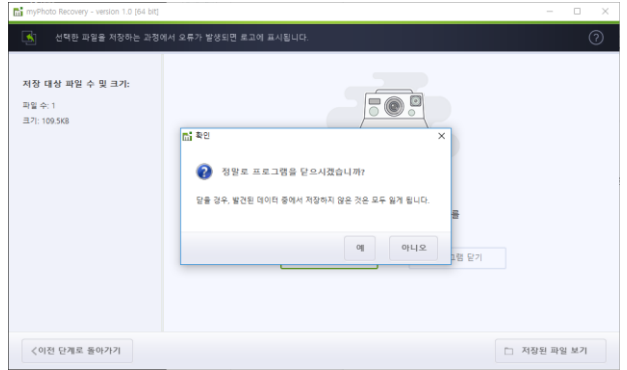 myPhoto Recovery - version 1.0 [64 bit]
선택한 파일을 저장하는 과정에서 오류가 발생되면 로고에 표시됩니다.
저장 대상 파일 수 및 크기:
파일 수: 1
크기: 109.5KB
확인
정말로 프로그램을 닫으시겠습니까?
닫을 경우, 발견된 데이터 중에서 저장하지 않은 것은 모두 잃게 됩니다.
예
아니오
를
그램 닫기
<이전 단계로 돌아가기
저장된 파일 보기